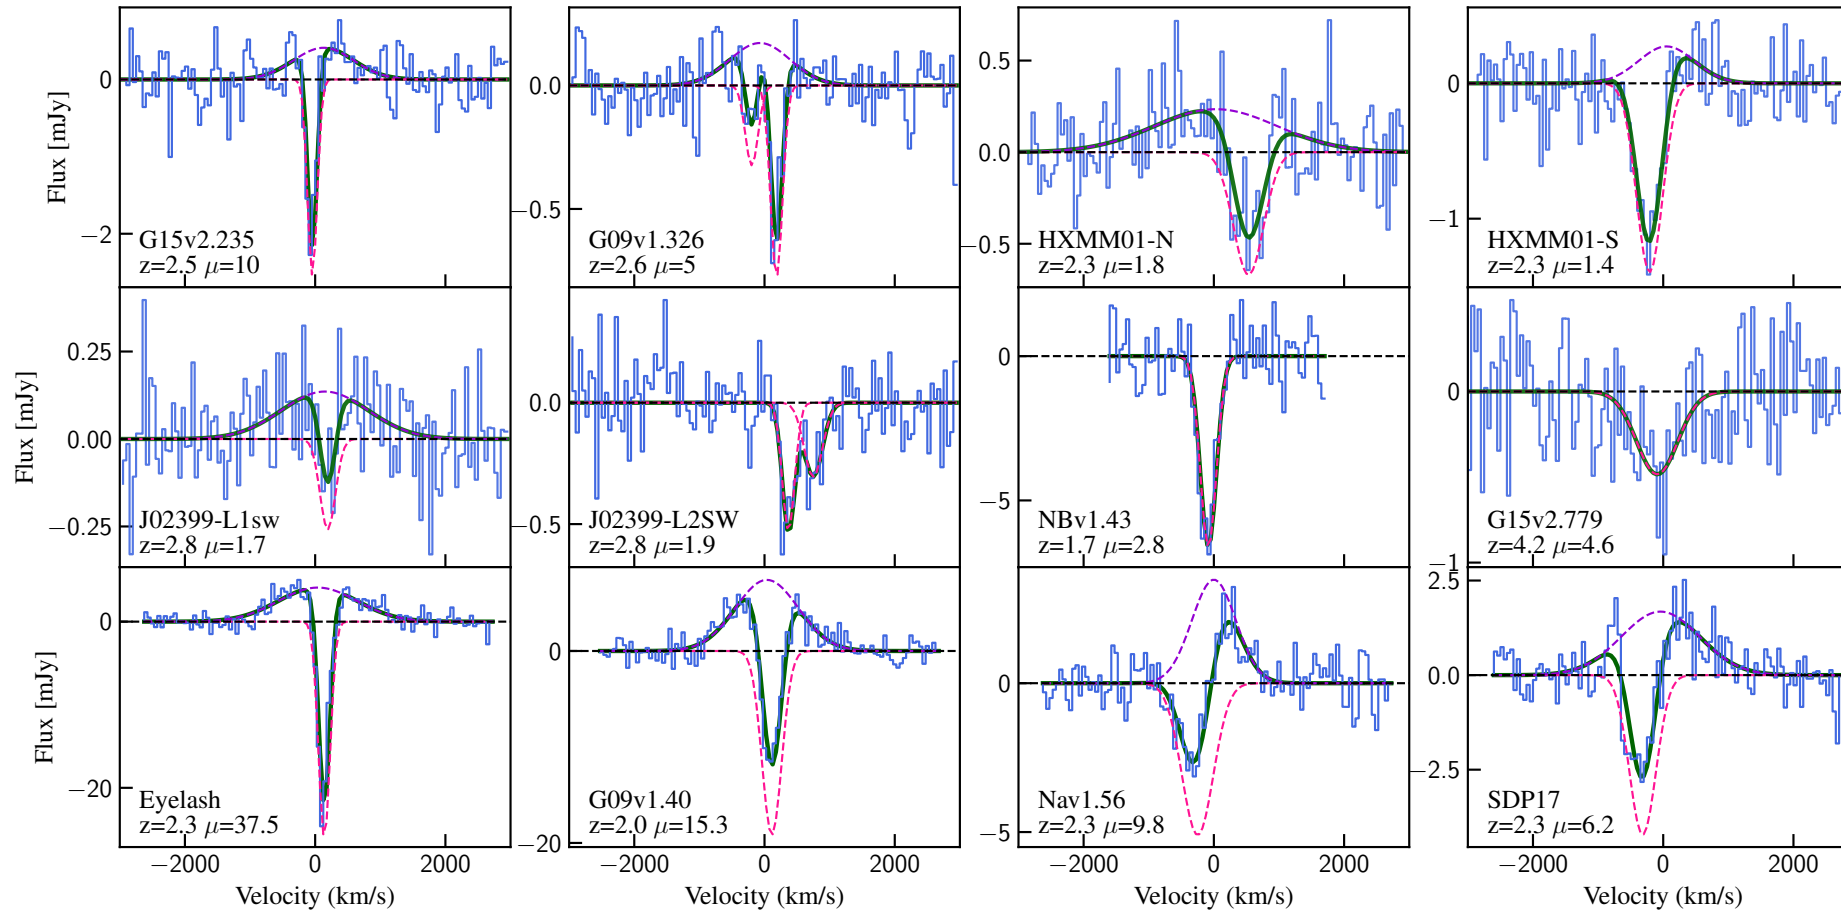 Flux [mJy]
0
−2
G15v2.235
z=2.5 μ=10
0.0
−0.5
G09v1.326
z=2.6 μ=5
0.5
0.0
−0.5
HXMM01-N
z=2.3 μ=1.8
0
−1
HXMM01-S
z=2.3 μ=1.4
Flux [mJy]
0.25
0.00
−0.25
J02399-L1sw
z=2.8 μ=1.7
0.0
−0.5
J02399-L2SW
z=2.8 μ=1.9
0
−5
NBv1.43
z=1.7 μ=2.8
0
−1
G15v2.779
z=4.2 μ=4.6
Flux [mJy]
0
−20
Eyelash
z=2.3 μ=37.5
0
−20
G09v1.40
z=2.0 μ=15.3
0
−5
Nav1.56
z=2.3 μ=9.8
2.5
0.0
−2.5
SDP17
z=2.3 μ=6.2
−2000 0 2000
−2000 0 2000
−2000 0 2000
−2000 0 2000
Velocity (km/s)
Velocity (km/s)
Velocity (km/s)
Velocity (km/s)